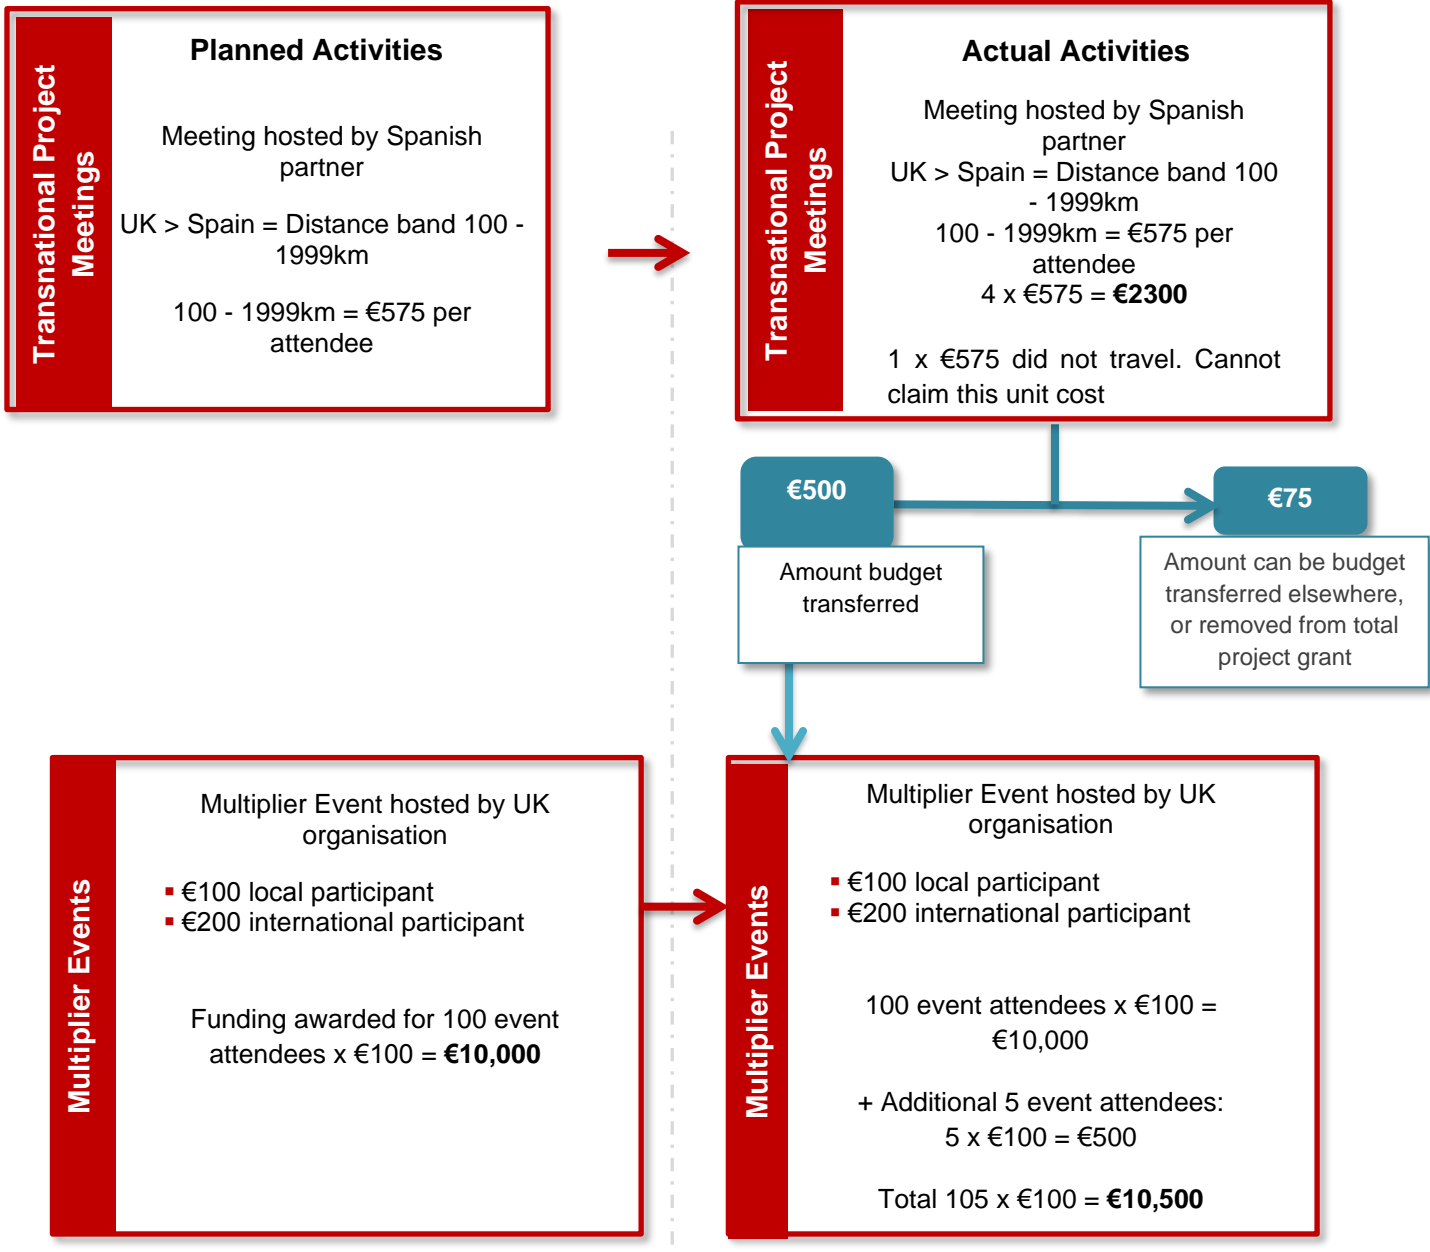 Transnational Project
Meetings
Planned Activities
Meeting hosted by Spanish
partner
UK > Spain = Distance band 100 -
1999km
100 - 1999km = €575 per
attendee
Transnational Project
Meetings
Actual Activities
Meeting hosted by Spanish
partner
UK > Spain = Distance band 100
- 1999km
100 - 1999km = €575 per
attendee
4 x €575 = €2300
1 x €575 did not travel. Cannot
claim this unit cost
€500
Amount budget
transferred
€75
Amount can be budget
transferred elsewhere,
or removed from total
project grant
Multiplier Events
Multiplier Event hosted by UK
organisation
▪ €100 local participant
▪ €200 international participant
Funding awarded for 100 event
attendees x €100 = €10,000
Multiplier Events
Multiplier Event hosted by UK
organisation
▪ €100 local participant
▪ €200 international participant
100 event attendees x €100 =
€10,000
+ Additional 5 event attendees:
5 x €100 = €500
Total 105 x €100 = €10,500